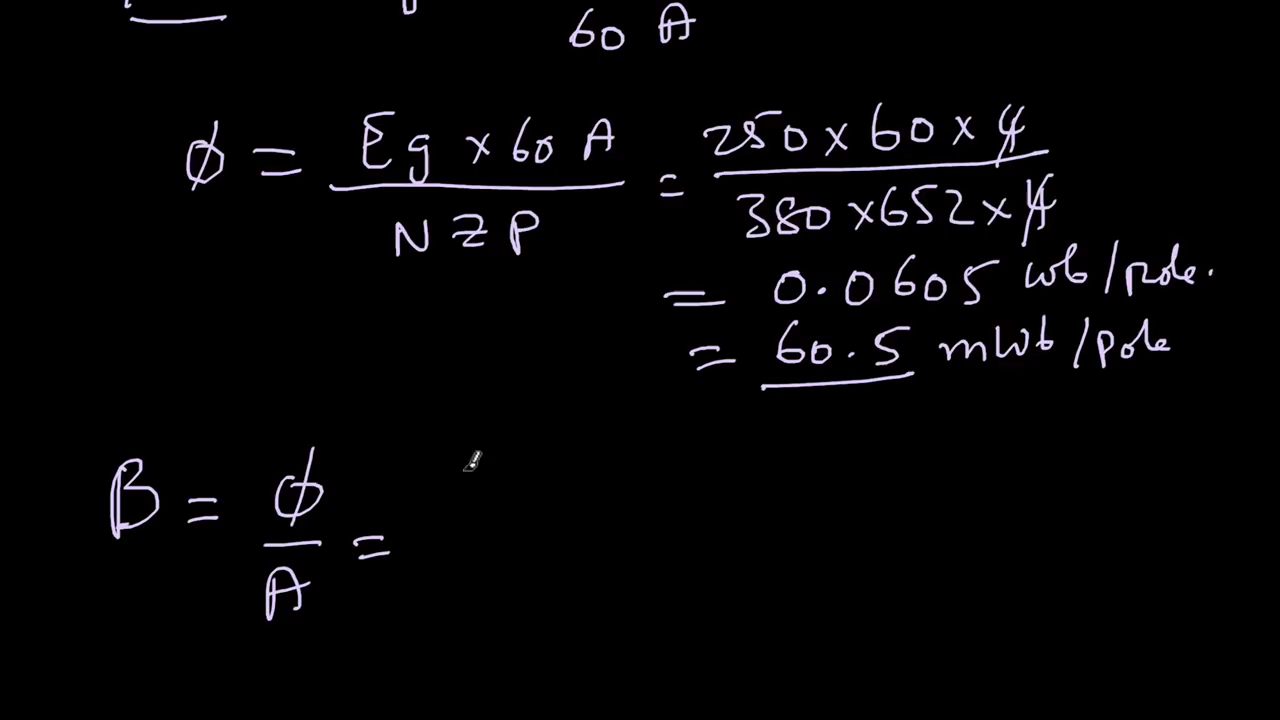 60 A
φ = Eg × 60 A / N Z P = 250 × 60 × 4 / 380 × 652 × 4
= 0.0605 wb/pole.
= 60.5 mWb/pole
B = φ / A =